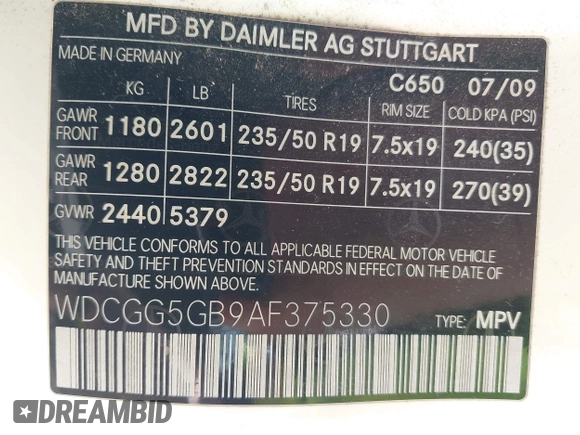 MFD BY DAIMLER AG STUTTGART
MADE IN GERMANY C650 07/09
KG LB TIRES RIM SIZE COLD KPA (PSI)
GAWR FRONT 1180 2601 235/50 R19 7.5x19 240(35)
GAWR REAR 1280 2822 235/50 R19 7.5x19 270(39)
GVWR 2440 5379
THIS VEHICLE CONFORMS TO ALL APPLICABLE FEDERAL MOTOR VEHICLE
SAFETY AND THEFT PREVENTION STANDARDS IN EFFECT ON THE DATE OF
MANUFACTURE SHOWN ABOVE.
WDCGG5GB9AF375330 TYPE: MPV
DREAMBID